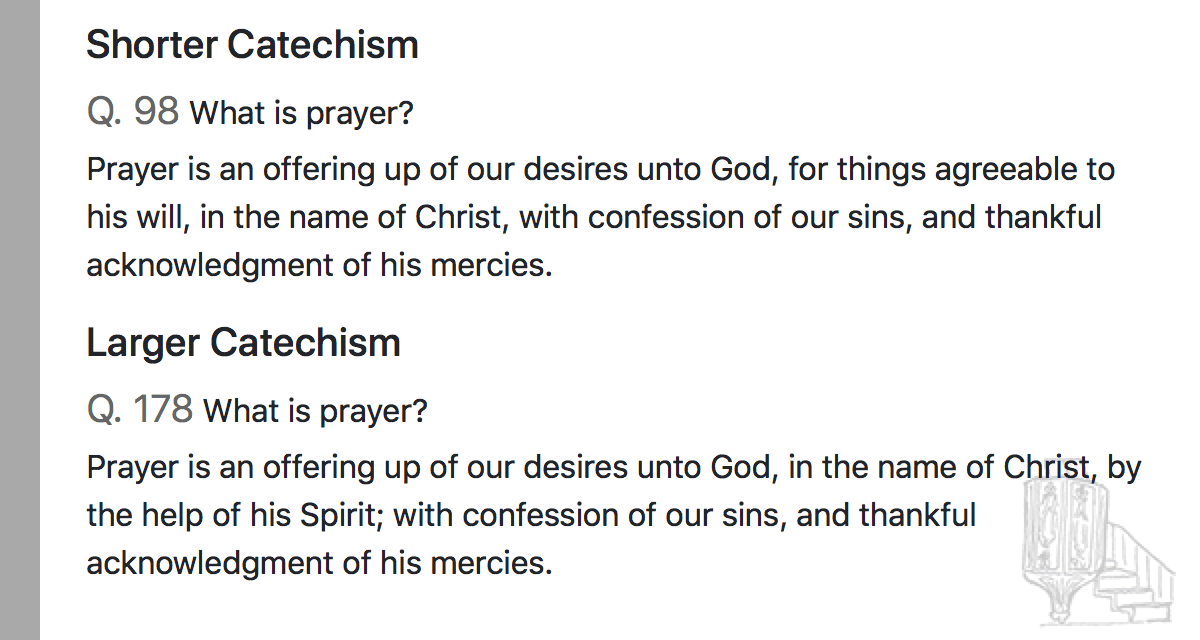 Shorter Catechism
Q. 98 What is prayer?
Prayer is an offering up of our desires unto God, for things agreeable to
his will, in the name of Christ, with confession of our sins, and thankful
acknowledgment of his mercies.
Larger Catechism
Q. 178 What is prayer?
Prayer is an offering up of our desires unto God, in the name of Christ, by
the help of his Spirit; with confession of our sins, and thankful
acknowledgment of his mercies.